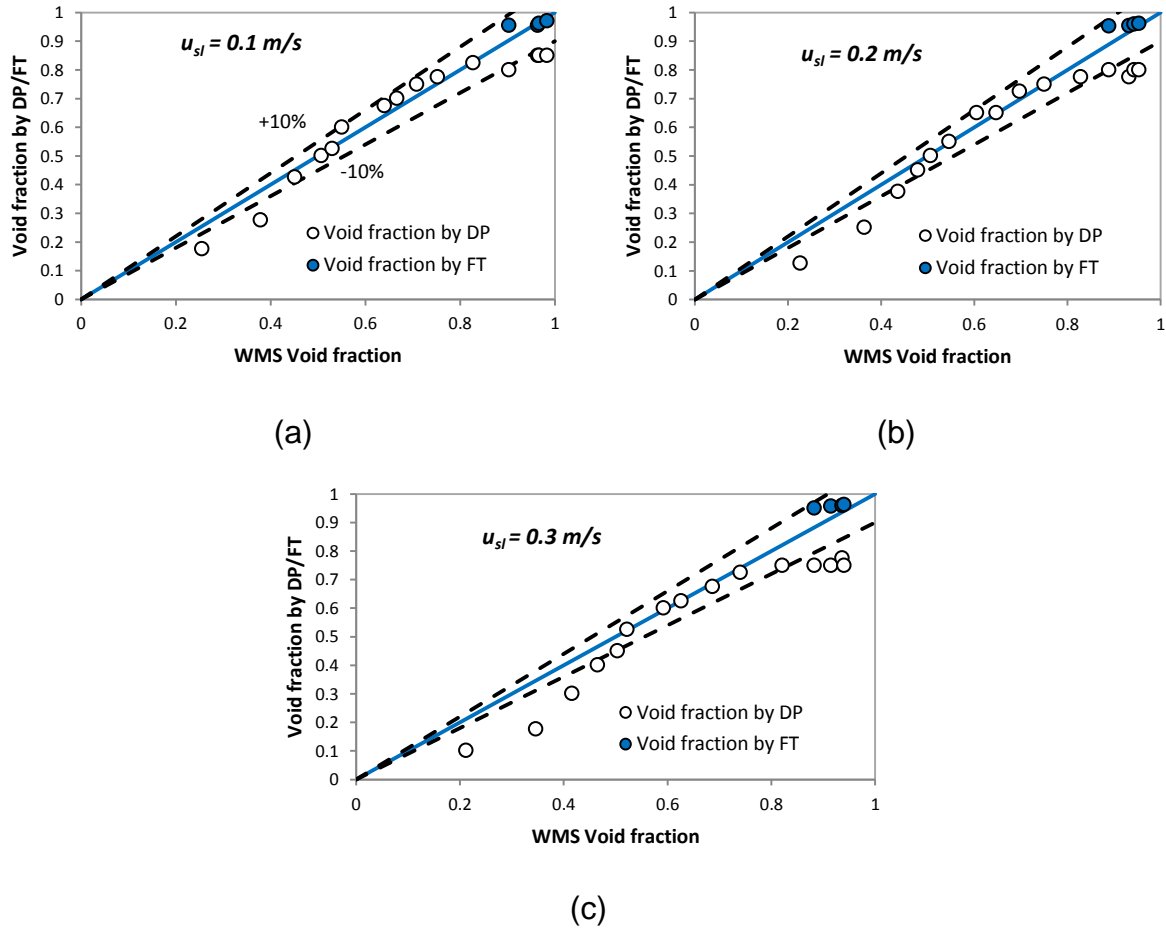 Void fraction by DP/FT
1
0.9
0.8
0.7
0.6
0.5
0.4
0.3
0.2
0.1
0
u_sl = 0.1 m/s
+10%
-10%
Void fraction by DP
Void fraction by FT
0 0.2 0.4 0.6 0.8 1
WMS Void fraction
(a)
Void fraction by DP/FT
1
0.9
0.8
0.7
0.6
0.5
0.4
0.3
0.2
0.1
0
u_sl = 0.2 m/s
Void fraction by DP
Void fraction by FT
0 0.2 0.4 0.6 0.8 1
WMS Void fraction
(b)
Void fraction by DP/FT
1
0.9
0.8
0.7
0.6
0.5
0.4
0.3
0.2
0.1
0
u_sl = 0.3 m/s
Void fraction by DP
Void fraction by FT
0 0.2 0.4 0.6 0.8 1
WMS Void fraction
(c)